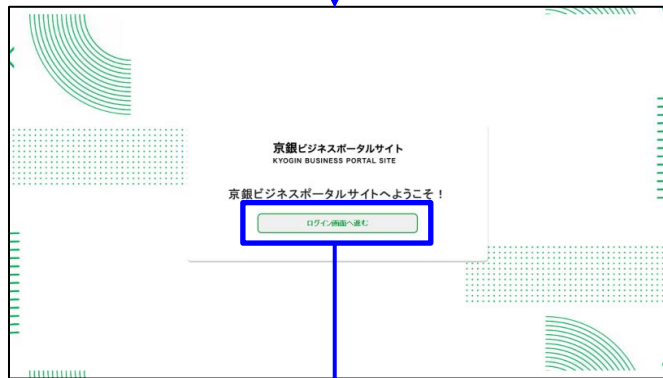 京銀ビジネスポータルサイト
KYOGIN BUSINESS PORTAL SITE
京銀ビジネスポータルサイトへようこそ！
ログイン画面へ進む